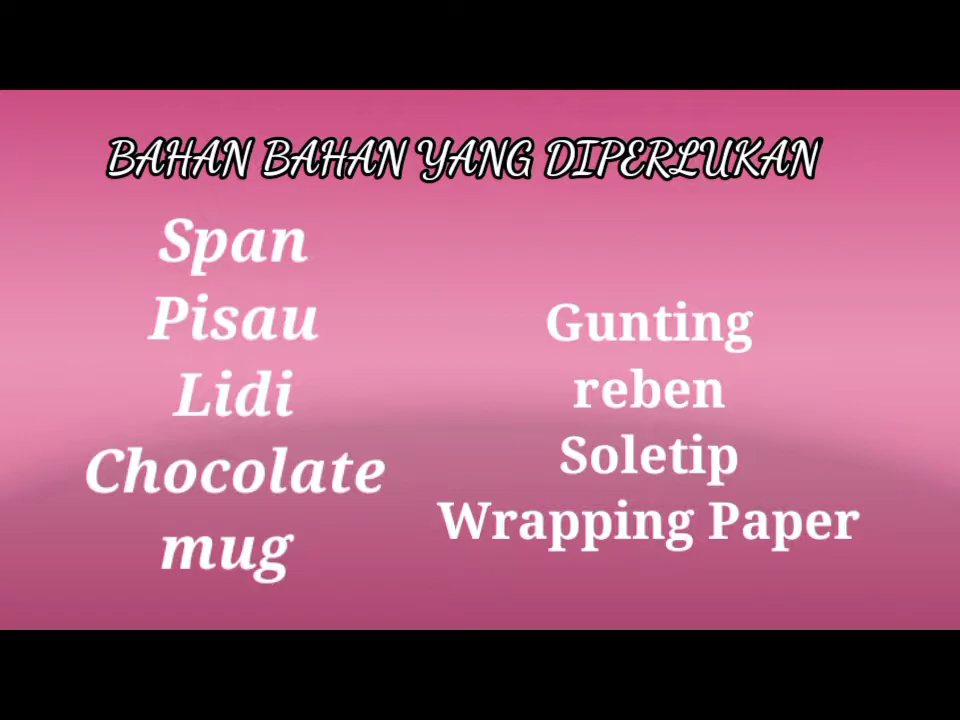 BAHAN BAHAN YANG DIPERLUKAN
Span
Pisau
Lidi
Chocolate
mug
Gunting
reben
Soletip
Wrapping Paper